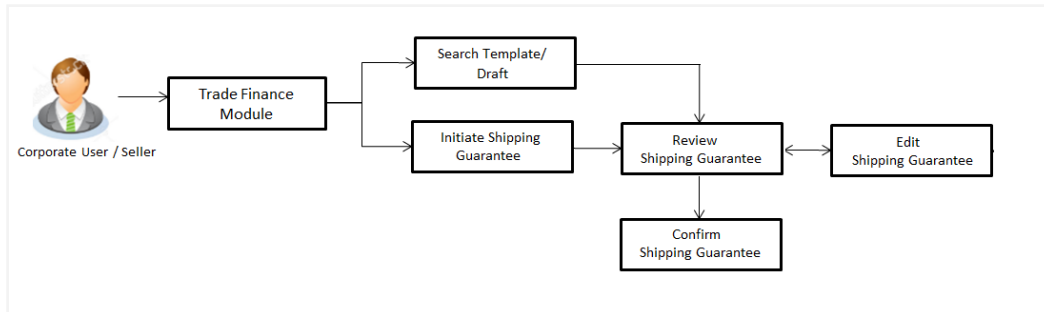 Corporate User / Seller
Trade Finance
Module
Search Template/
Draft
Initiate Shipping
Guarantee
Review
Shipping Guarantee
Edit
Shipping Guarantee
Confirm
Shipping Guarantee